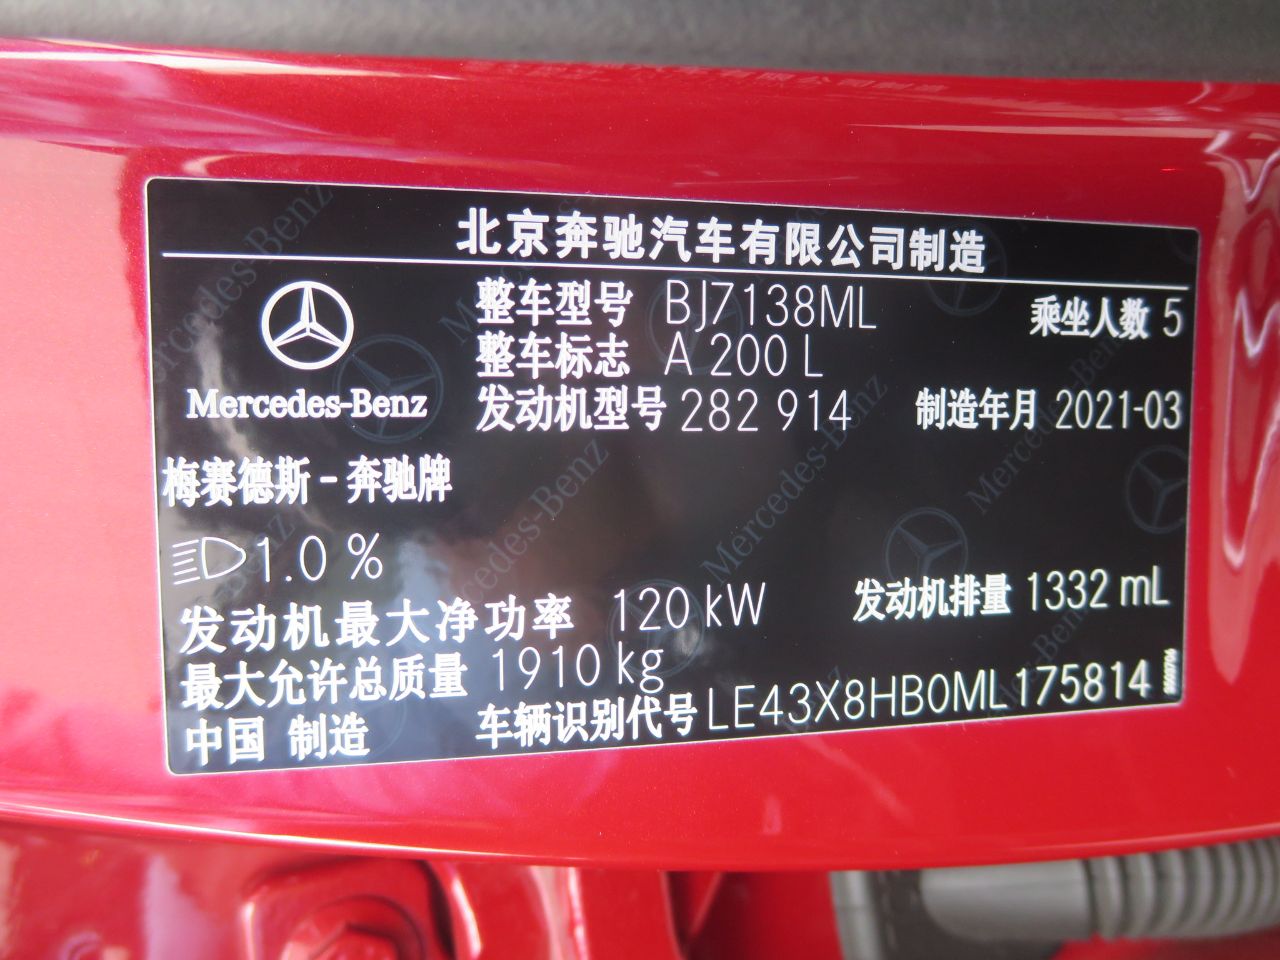 北京奔驰汽车有限公司制造
整车型号 BJ7138ML 乘坐人数 5
整车标志 A 200 L
Mercedes-Benz
发动机型号 282 914 制造年月 2021-03
梅赛德斯-奔驰牌
1.0 %
发动机最大净功率 120 kW 发动机排量 1332 mL
最大允许总质量 1910 kg
中国 制造 车辆识别代号 LE43X8HB0ML175814